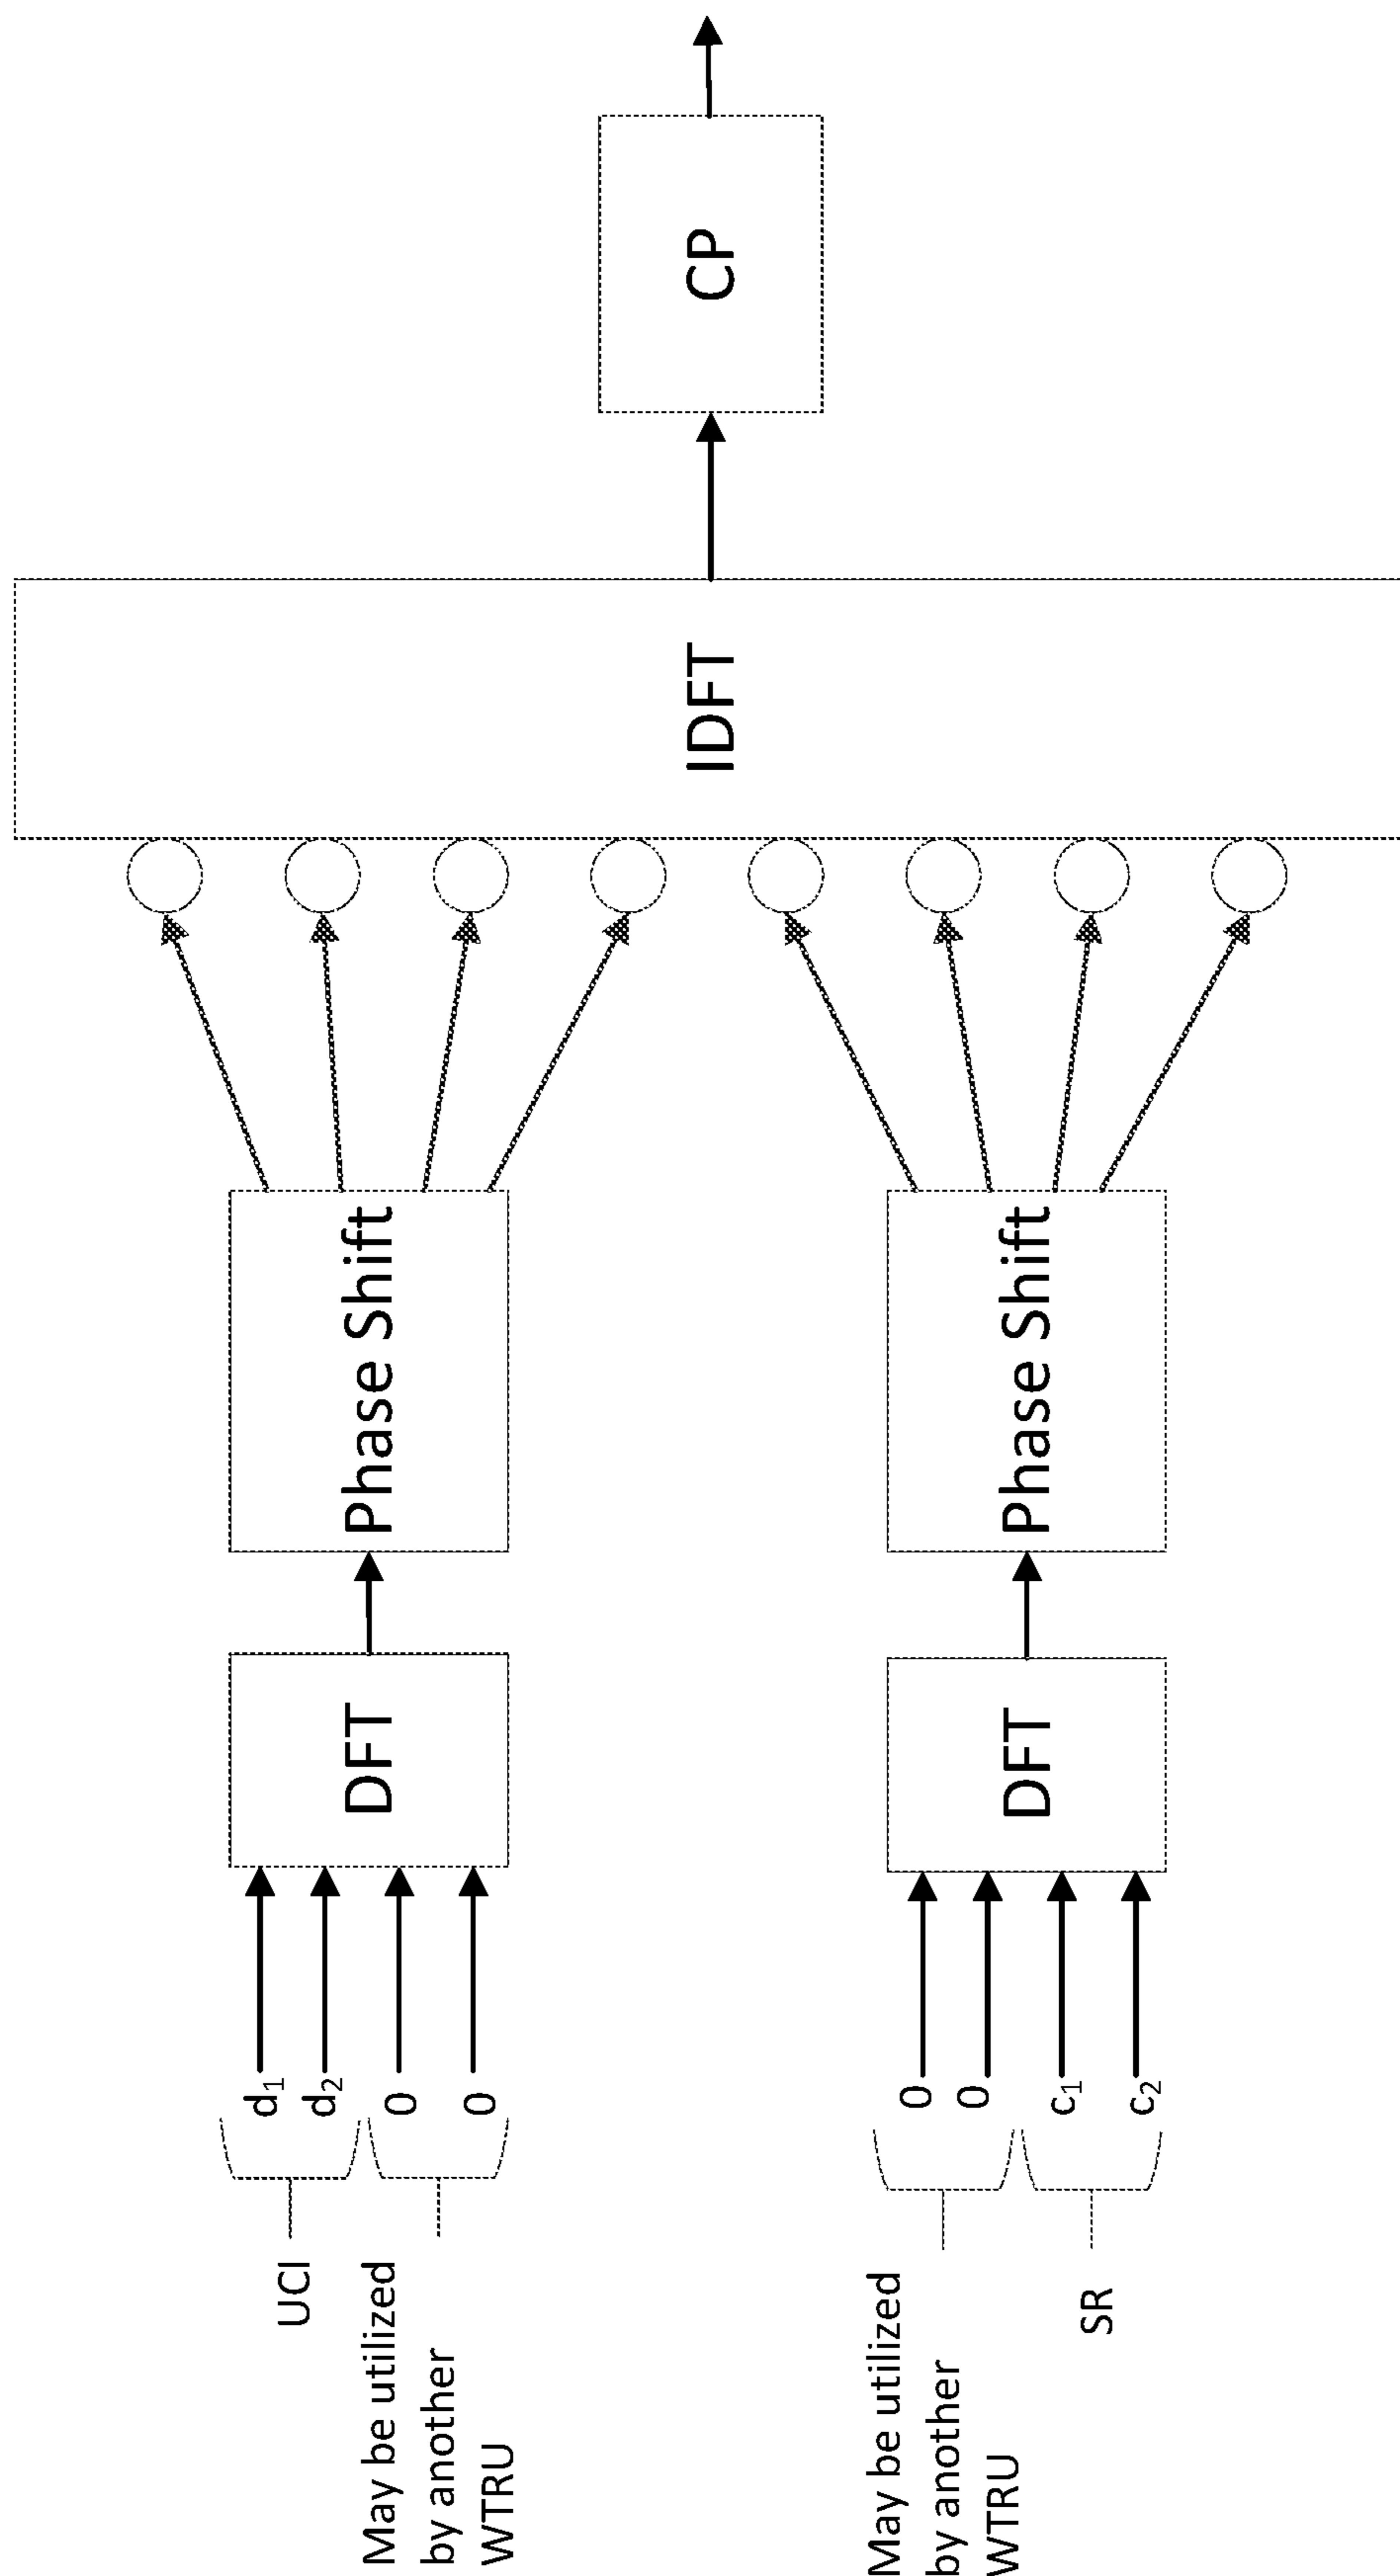 UCI
May be utilized
by another
WTRU
d₁
d₂
0
0
DFT
Phase Shift
May be utilized
by another
WTRU
SR
0
0
c₁
c₂
DFT
Phase Shift
IDFT
CP